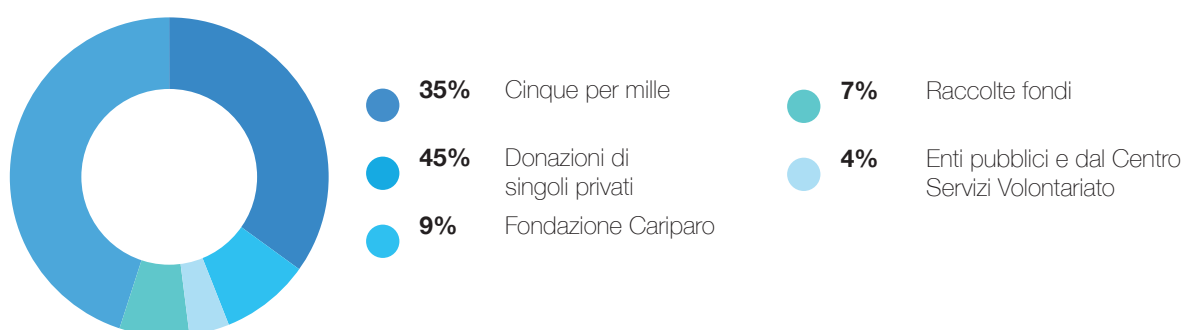 35% Cinque per mille
45% Donazioni di
singoli privati
9% Fondazione Cariparo
7% Raccolte fondi
4% Enti pubblici e dal Centro
Servizi Volontariato